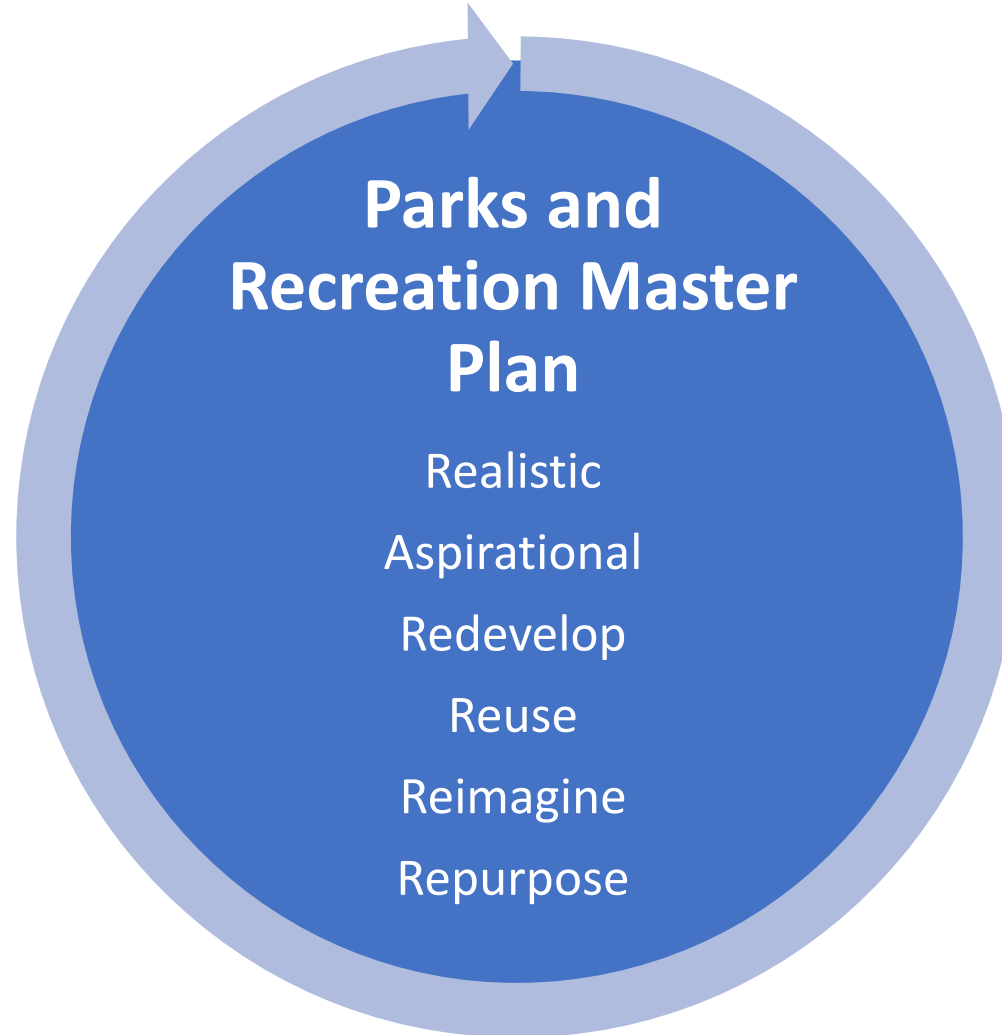 Parks and
Recreation Master
Plan
Realistic
Aspirational
Redevelop
Reuse
Reimagine
Repurpose